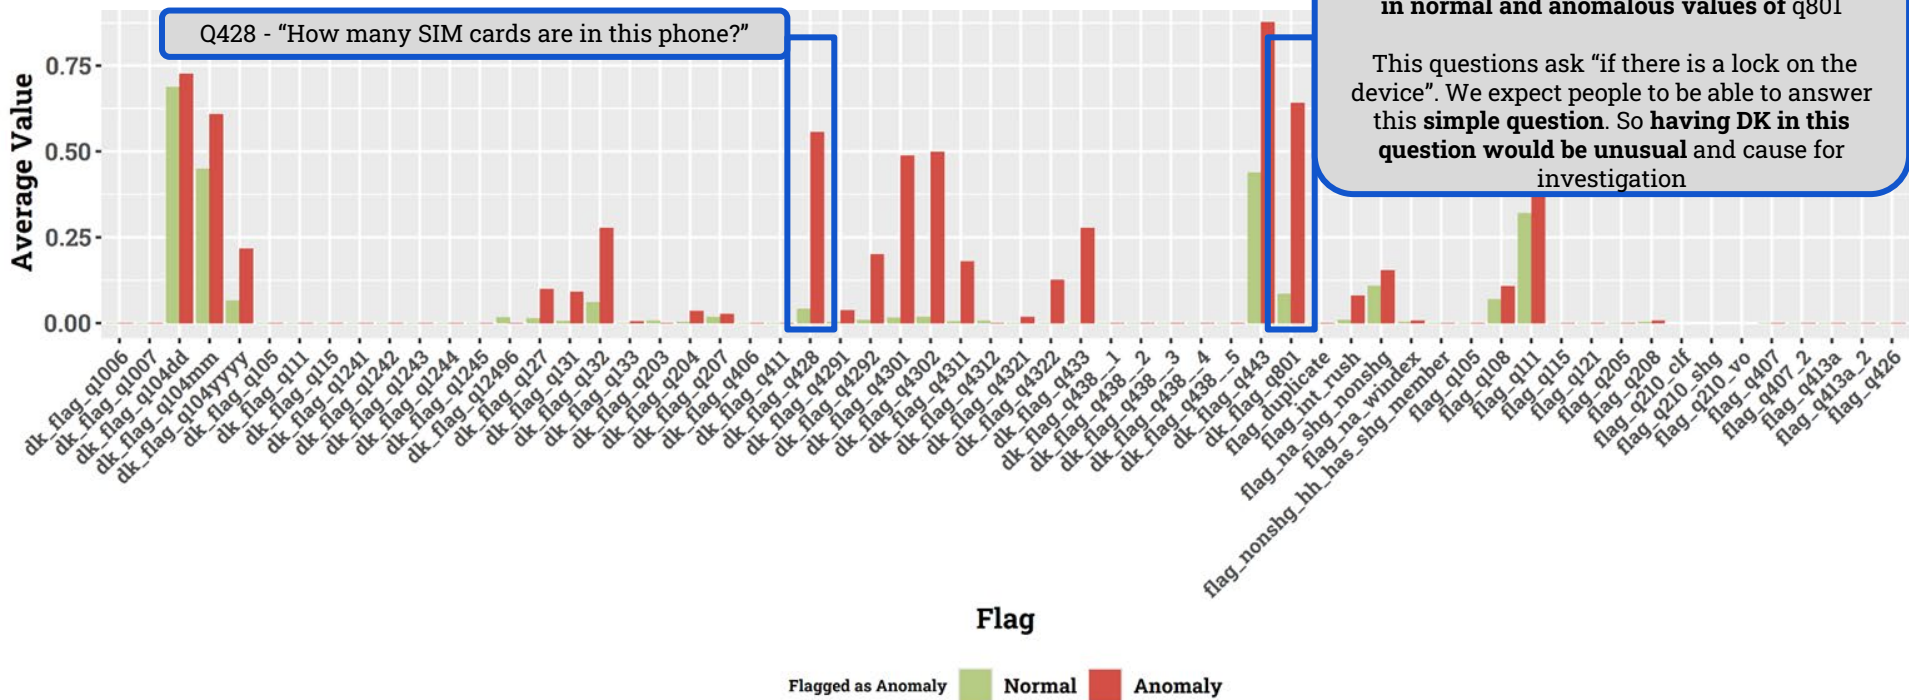 Q428 - “How many SIM cards are in this phone?”
in normal and anomalous values of q801
This questions ask “if there is a lock on the
device”. We expect people to be able to answer
this simple question. So having DK in this
question would be unusual and cause for
investigation
Average Value
0.75
0.50
0.25
0.00
dk_flag_q1006
dk_flag_q1007
dk_flag_q104dd
dk_flag_q104mm
dk_flag_q104yyyy
dk_flag_q105
dk_flag_q111
dk_flag_q115
dk_flag_q1241
dk_flag_q1242
dk_flag_q1243
dk_flag_q1244
dk_flag_q1245
dk_flag_q12496
dk_flag_q127
dk_flag_q131
dk_flag_q132
dk_flag_q133
dk_flag_q203
dk_flag_q204
dk_flag_q207
dk_flag_q406
dk_flag_q411
dk_flag_q428
dk_flag_q4291
dk_flag_q4292
dk_flag_q4301
dk_flag_q4302
dk_flag_q4311
dk_flag_q4312
dk_flag_q4321
dk_flag_q4322
dk_flag_q433
dk_flag_q438_1
dk_flag_q438_2
dk_flag_q438_3
dk_flag_q438_4
dk_flag_q438_5
dk_flag_q443
dk_flag_q801
flag_duplicate
flag_int_rush
flag_na_shg_nonshg
flag_na_windex
flag_nonshg_hh_has_shg_member
flag_q105
flag_q108
flag_q111
flag_q115
flag_q121
flag_q205
flag_q208
flag_q210_clf
flag_q210_shg
flag_q210_vo
flag_q407
flag_q407_2
flag_q413a
flag_q413a_2
flag_q426
Flag
Flagged as Anomaly Normal Anomaly